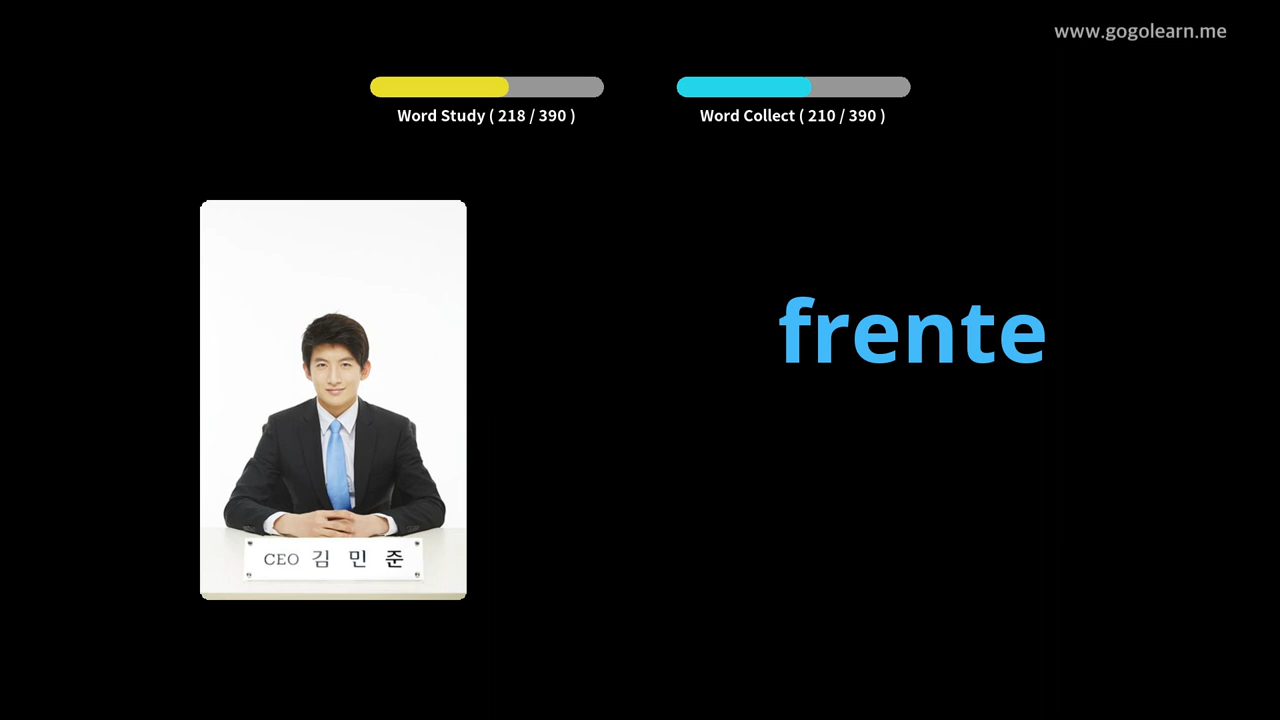 www.gogolearn.me
Word Study ( 218 / 390 )
Word Collect ( 210 / 390 )
frente
CEO 김 민 준